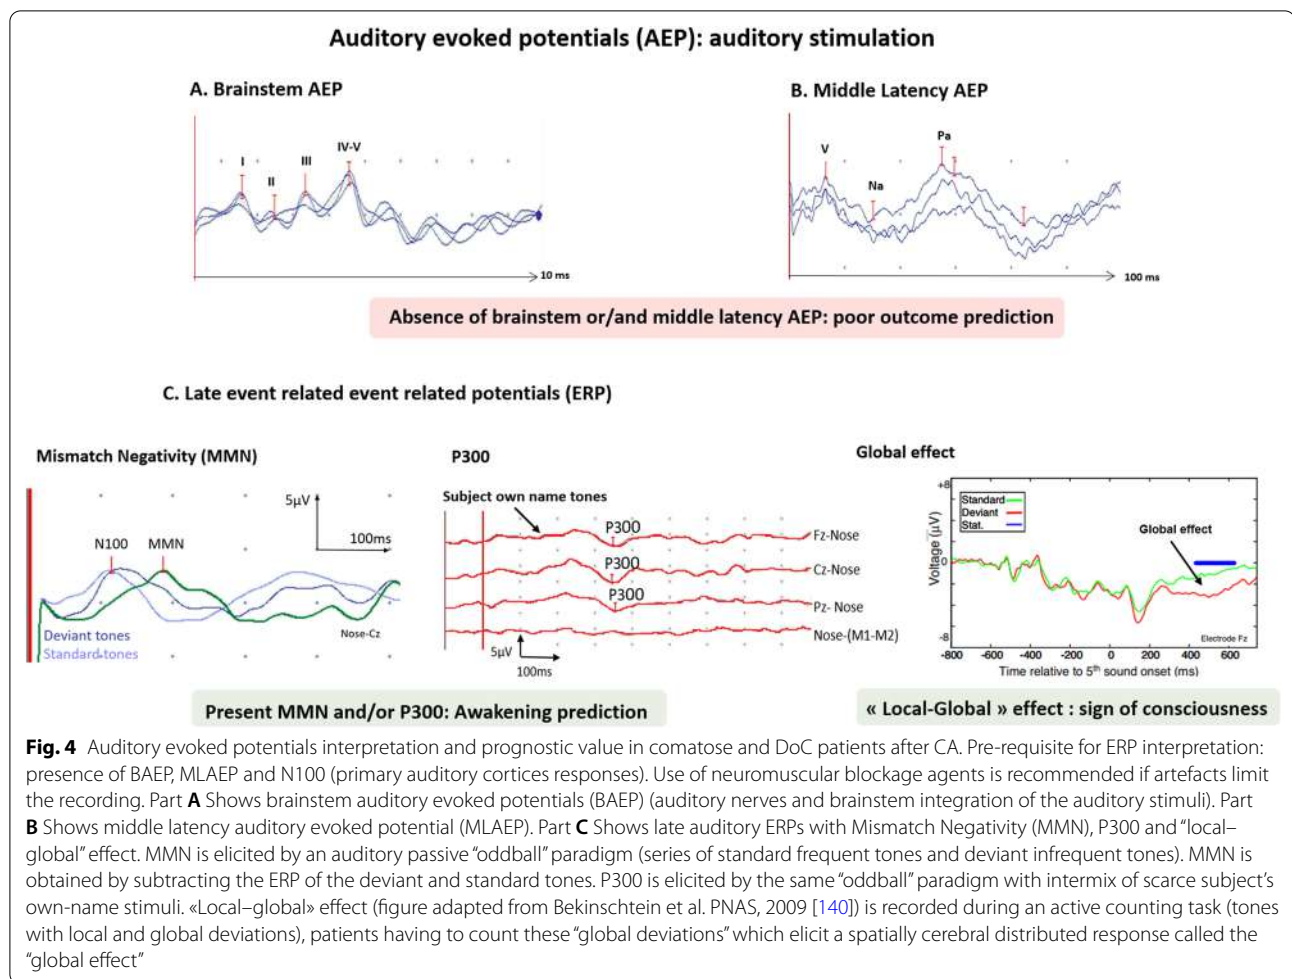 Auditory evoked potentials (AEP): auditory stimulation
A. Brainstem AEP
I
II
III
IV-V
10 ms
B. Middle Latency AEP
V
Na
Pa
100 ms
Absence of brainstem or/and middle latency AEP: poor outcome prediction
C. Late event related event related potentials (ERP)
Mismatch Negativity (MMN)
5µV
100ms
N100
MMN
Deviant tones
Standard tones
Nose-Cz
P300
Subject own name tones
P300
Fz-Nose
P300
Cz-Nose
P300
Pz- Nose
Nose-(M1-M2)
5µV
100ms
Global effect
+8
Standard
Deviant
Stat.
Global effect
Voltage (µV)
0
-8
Electrode Fz
-800 -600 -400 -200 0 200 400 600
Time relative to 5th sound onset (ms)
Present MMN and/or P300: Awakening prediction
« Local-Global » effect : sign of consciousness
Fig. 4 Auditory evoked potentials interpretation and prognostic value in comatose and DoC patients after CA. Pre-requisite for ERP interpretation:
presence of BAEP, MLAEP and N100 (primary auditory cortices responses). Use of neuromuscular blockage agents is recommended if artefacts limit
the recording. Part A Shows brainstem auditory evoked potentials (BAEP) (auditory nerves and brainstem integration of the auditory stimuli). Part
B Shows middle latency auditory evoked potential (MLAEP). Part C Shows late auditory ERPs with Mismatch Negativity (MMN), P300 and “local–
global” effect. MMN is elicited by an auditory passive “oddball” paradigm (series of standard frequent tones and deviant infrequent tones). MMN is
obtained by subtracting the ERP of the deviant and standard tones. P300 is elicited by the same “oddball” paradigm with intermix of scarce subject’s
own-name stimuli. «Local–global» effect (figure adapted from Bekinschtein et al. PNAS, 2009 [140]) is recorded during an active counting task (tones
with local and global deviations), patients having to count these “global deviations” which elicit a spatially cerebral distributed response called the
“global effect”